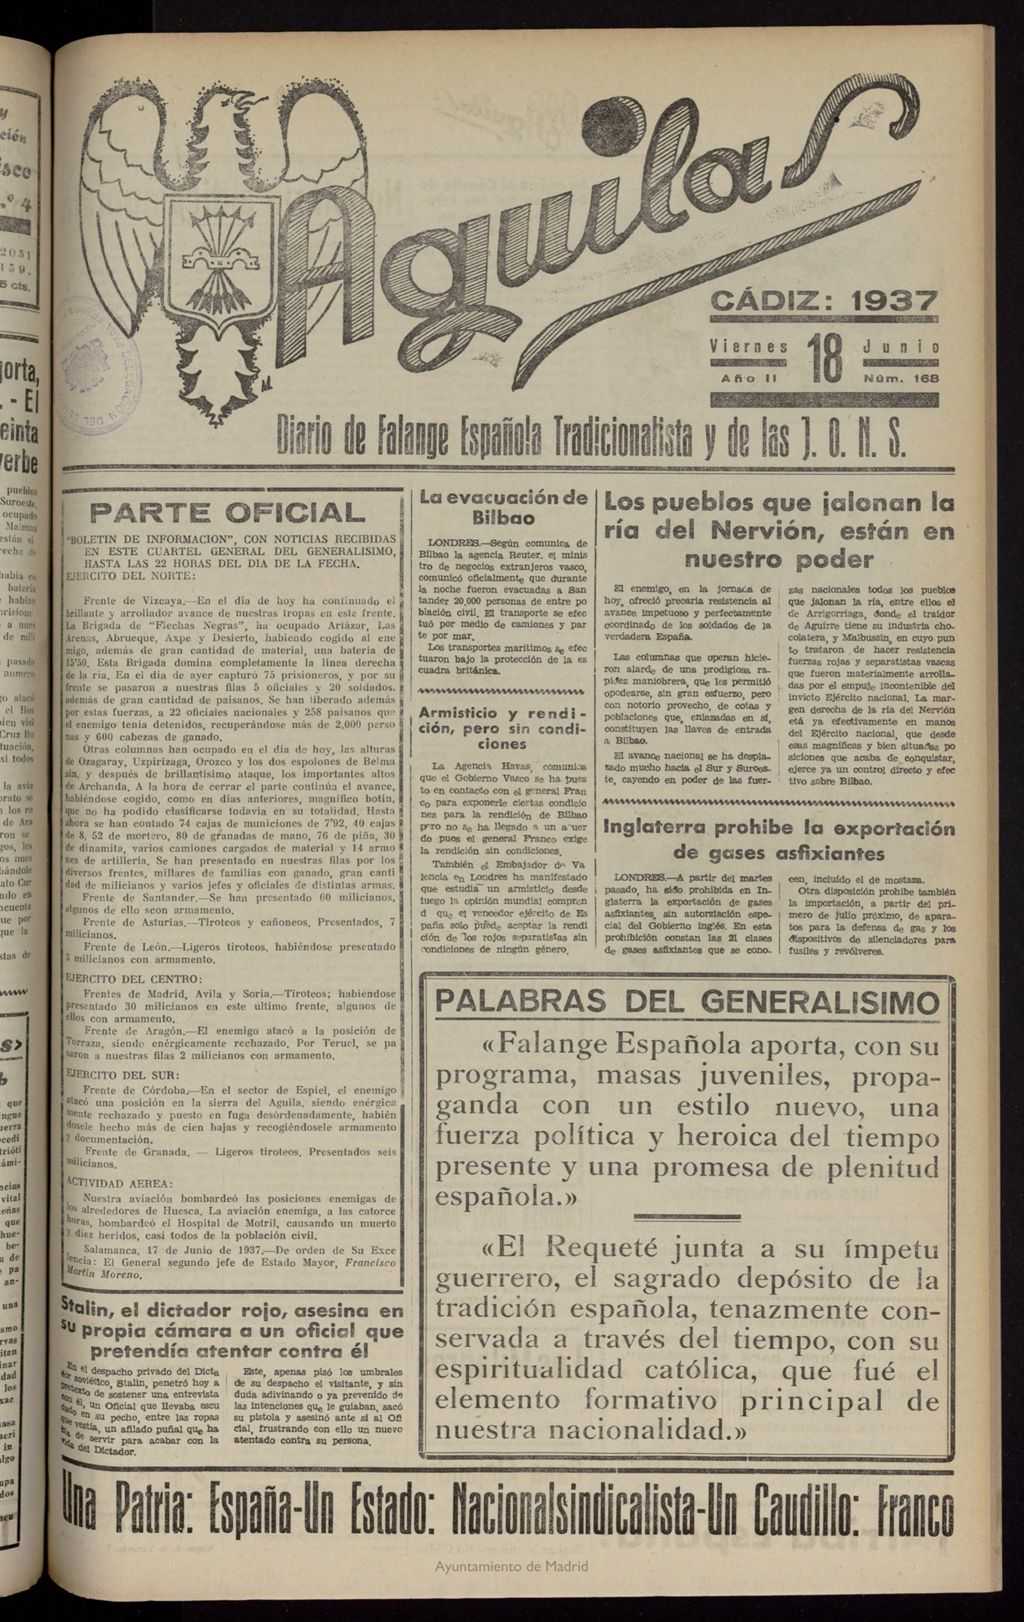 Aguilas
CÁDIZ: 1937
Viernes 18 Junio
Año II Núm. 168
Diario de Falange Española Tradicionalista y de las J. O. N. S.
PARTE OFICIAL
"BOLETIN DE INFORMACION", CON NOTICIAS RECIBIDAS
EN ESTE CUARTEL GENERAL DEL GENERALISIMO,
HASTA LAS 22 HORAS DEL DIA DE LA FECHA.
EJERCITO DEL NORTE:
Frente de Vizcaya.—En el día de hoy ha continuado el
brillante y arrollador avance de nuestras tropas en este frente.
La Brigada de "Flechas Negras", ha ocupado Artázar, Las
Arenas, Abrueque, Axpe y Desierto, habiendo cogido al ene
migo, además de gran cantidad de material, una batería de
15'50. Esta Brigada domina completamente la línea derecha
de la ría. En el día de ayer capturó 75 prisioneros, y por su
frente se pasaron a nuestras filas 5 oficiales y 20 soldados,
además de gran cantidad de paisanos. Se han liberado además
por estas fuerzas, a 22 oficiales nacionales y 258 paisanos que
el enemigo tenía detenidos, recuperándose más de 2.000 perso
nas y 600 cabezas de ganado.
Otras columnas han ocupado en el día de hoy, las alturas
de Ozagaray, Uzpirizaga, Orozco y los dos espolones de Belma
sin, y después de brillantísimo ataque, los importantes altos
de Archanda. A la hora de cerrar el parte continúa el avance,
habiéndose cogido, como en días anteriores, magnífico botín,
que no ha podido clasificarse todavía en su totalidad. Hasta
ahora se han contado 74 cajas de municiones de 7'92, 40 cajas
de 8, 52 de mortero, 80 de granadas de mano, 76 de piña, 30
de dinamita, varios camiones cargados de material y 14 armo
nes de artillería. Se han presentado en nuestras filas por los
diversos frentes, millares de familias con ganado, gran canti
dad de milicianos y varios jefes y oficiales de distintas armas.
Frente de Santander.—Se han presentado 60 milicianos,
algunos de ello scon armamento.
Frente de Asturias.—Tiroteos y cañoneos. Presentados, 7
milicianos.
Frente de León.—Ligeros tiroteos, habiéndose presentado
3 milicianos con armamento.
EJERCITO DEL CENTRO:
Frentes de Madrid, Avila y Soria.—Tiroteos; habiéndose
presentado 30 milicianos en este ultimo frente, algunos de
ellos con armamento.
Frente de Aragón.—El enemigo atacó a la posición de
Torraza, siendo enérgicamente rechazado. Por Teruel, se pa
saron a nuestras filas 2 milicianos con armamento.
EJERCITO DEL SUR:
Frente de Córdoba.—En el sector de Espiel, el enemigo
atacó una posición en la sierra del Aguila, siendo enérgica
mente rechazado y puesto en fuga desórdenadamente, habién
dosele hecho más de cien bajas y recogiéndosele armamento
y documentación.
Frente de Granada. — Ligeros tiroteos. Presentados seis
milicianos.
ACTIVIDAD AEREA:
Nuestra aviación bombardeó las posiciones enemigas de
los alrededores de Huesca. La aviación enemiga, a las catorce
horas, bombardeó el Hospital de Motril, causando un muerto
y diez heridos, casi todos de la población civil.
Salamanca, 17 de Junio de 1937.—De orden de Su Exce
lencia: El General segundo jefe de Estado Mayor, Francisco
Martín Moreno.
Stalin, el dictador rojo, asesina en
su propia cámara a un oficial que
pretendía atentar contra él
En el despacho privado del Dicta
dor soviético, Stalin, penetró hoy a
pretexto de sostener una entrevista
con él, un Oficial que llevaba escu
dado en su pecho, entre las ropas
que vestía, un afilado puñal que ha
bía de servir para acabar con la
vida del Dictador.
Este, apenas pisó los umbrales
de su despacho el visitante, y sin
duda adivinando o ya prevenido de
las intenciones que le guiaban, sacó
su pistola y asesinó ante sí al Ofi
cial, frustrando con ello un nuevo
atentado contra su persona.
La evacuación de
Bilbao
LONDRES.—Según comunica de
Bilbao la agencia Reuter, el minis
tro de negocios extranjeros vasco,
comunicó oficialmente que durante
la noche fueron evacuadas a San
tander 20.000 personas de entre po
blación civil. El transporte se efec
tuó por medio de camiones y par
te por mar.
Los transportes marítimos se efec
tuaron bajo la protección de la es
cuadra británica.
Armisticio y rendi-
ción, pero sin condi-
ciones
La Agencia Havas comunica
que el Gobierno Vasco se ha pues
to en contacto con el general Fran
co para exponerle ciertas condicio
nes para la rendición de Bilbao
pero no se ha llegado a un acuer
do pues el general Franco exige
la rendición sin condiciones.
También el Embajador de Va
lencia en Londres ha manifestado
que estudia un armisticio desde
luego la opinión mundial compren
d que el vencedor ejército de Es
paña solo puede aceptar la rendi
ción de los rojos separatistas sin
condiciones de ningún género.
Los pueblos que jalonan la
ría del Nervión, están en
nuestro poder
El enemigo, en la jornada de
hoy, ofreció precaria resistencia al
avance impetuoso y perfectamente
coordinado de los soldados de la
verdadera España.
Las columnas que operan hicie-
ron alarde de una prodigiosa ra-
pidez maniobrera, que les permitió
opodearse, sin gran esfuerzo, pero
con notorio provecho, de cotas y
poblaciones que, enlazadas en sí,
constituyen las llaves de entrada
a Bilbao.
El avance nacional se ha despla-
zado mucho hacia el Sur y Suroes-
te, cayendo en poder de las fuer-
zas nacionales todos los pueblos
que jalonan la ría, entre ellos el
de Arrigorriaga, donde el traidor
de Aguirre tiene su industria cho-
colatera, y Malbussin, en cuyo pun
to trataron de hacer resistencia
fuerzas rojas y separatistas vascas
que fueron materialmente arrolla-
das por el empuje incontenible del
invicto Ejército nacional. La mar-
gen derecha de la ría del Nervión
etá ya efectivamente en manos
del Ejército nacional, que desde
esas magníficas y bien situadas po
siciones que acaba de conquistar,
ejerce ya un control directo y efec
tivo sobre Bilbao.
Inglaterra prohibe la exportación
de gases asfixiantes
LONDRES.—A partir del martes
pasado, ha sido prohibida en In-
glaterra la exportación de gases
asfixiantes, sin autorziación espe-
cial del Gobierno inglés. En esta
prohibición constan las 21 clases
de gases asfixiantes que se cono-
cen, incluído el de mostaza.
Otra disposición prohibe también
la importación, a partir del pri-
mero de julio próximo, de apara-
tos para la defensa de gas y los
dispositivos de silenciadores para
fusiles y revólveres.
PALABRAS DEL GENERALISIMO
«Falange Española aporta, con su
programa, masas juveniles, propa-
ganda con un estilo nuevo, una
fuerza política y heroica del tiempo
presente y una promesa de plenitud
española.»
«El Requeté junta a su ímpetu
guerrero, el sagrado depósito de la
tradición española, tenazmente con-
servada a través del tiempo, con su
espiritualidad católica, que fué el
elemento formativo principal de
nuestra nacionalidad.»
Una Patria: España-Un Estado: Nacionalsindicalista-Un Caudillo: Franco
Ayuntamiento de Madrid